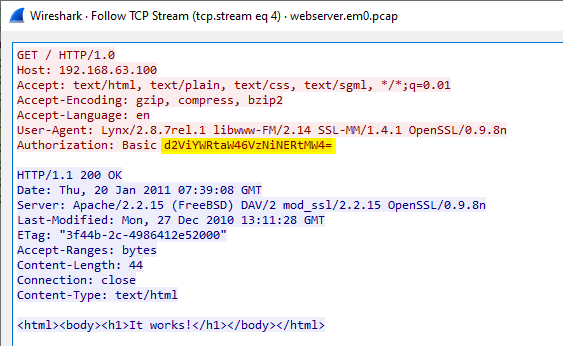 Wireshark · Follow TCP Stream (tcp.stream eq 4) · webserver.em0.pcap
GET / HTTP/1.0
Host: 192.168.63.100
Accept: text/html, text/plain, text/css, text/sgml, */*;q=0.01
Accept-Encoding: gzip, compress, bzip2
Accept-Language: en
User-Agent: Lynx/2.8.7rel.1 libwww-FM/2.14 SSL-MM/1.4.1 OpenSSL/0.9.8n
Authorization: Basic d2ViYWRtaW46VzNiNERtMW4=
HTTP/1.1 200 OK
Date: Thu, 20 Jan 2011 07:39:08 GMT
Server: Apache/2.2.15 (FreeBSD) DAV/2 mod_ssl/2.2.15 OpenSSL/0.9.8n
Last-Modified: Mon, 27 Dec 2010 13:11:28 GMT
ETag: "3f44b-2c-4986412e52000"
Accept-Ranges: bytes
Content-Length: 44
Connection: close
Content-Type: text/html
<html><body><h1>It works!</h1></body></html>